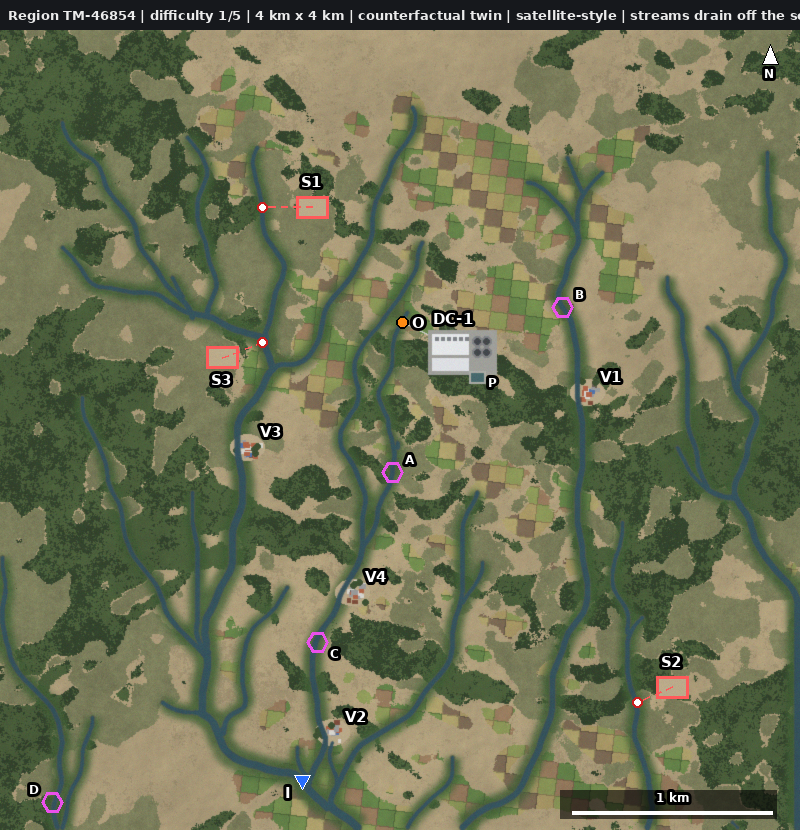 Region TM-46854 | difficulty 1/5 | 4 km x 4 km | counterfactual twin | satellite-style | streams drain off the
N
S1
B
O DC-1
P
S3
V1
V3
A
V4
C
S2
V2
D
I
1 km